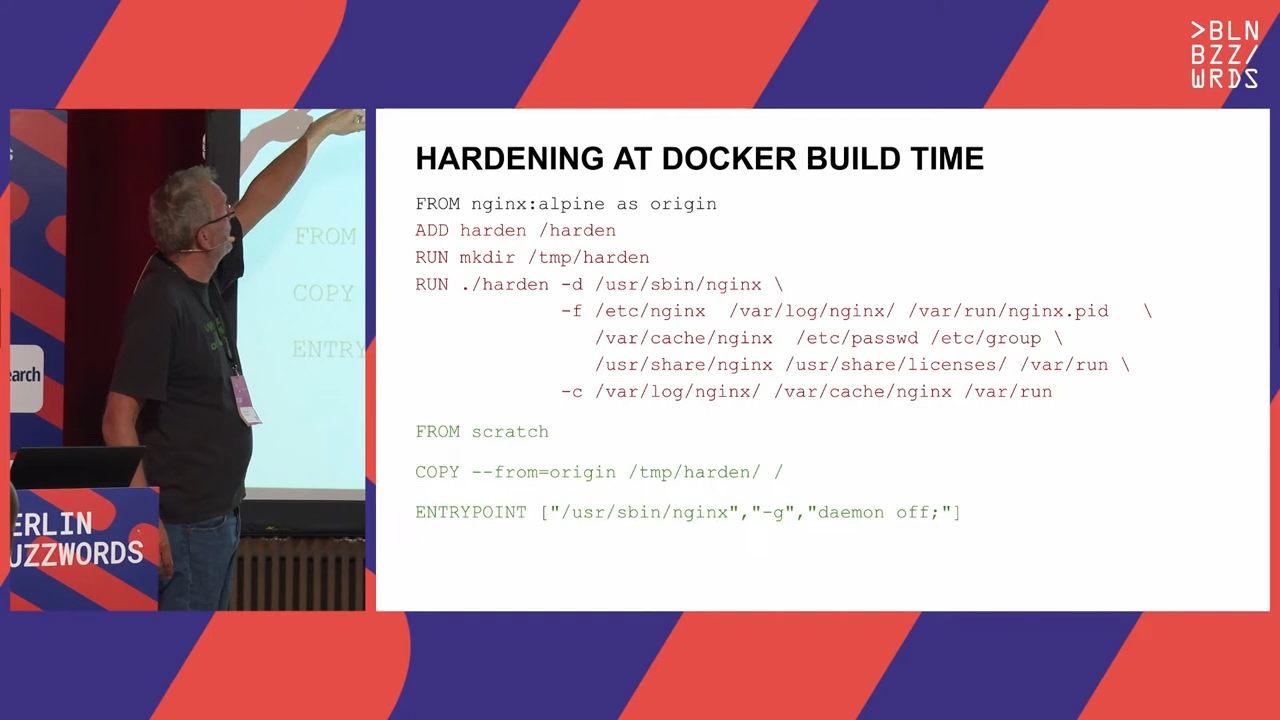 >BLN
BZZ/
WRDS
HARDENING AT DOCKER BUILD TIME
FROM nginx:alpine as origin
ADD harden /harden
RUN mkdir /tmp/harden
RUN ./harden -d /usr/sbin/nginx \
-f /etc/nginx /var/log/nginx/ /var/run/nginx.pid \
/var/cache/nginx /etc/passwd /etc/group \
/usr/share/nginx /usr/share/licenses/ /var/run \
-c /var/log/nginx/ /var/cache/nginx /var/run
FROM scratch
COPY --from=origin /tmp/harden/ /
ENTRYPOINT ["/usr/sbin/nginx","-g","daemon off;"]
FROM
COPY
ENTRY
earch
ERLIN
UZZWORDS